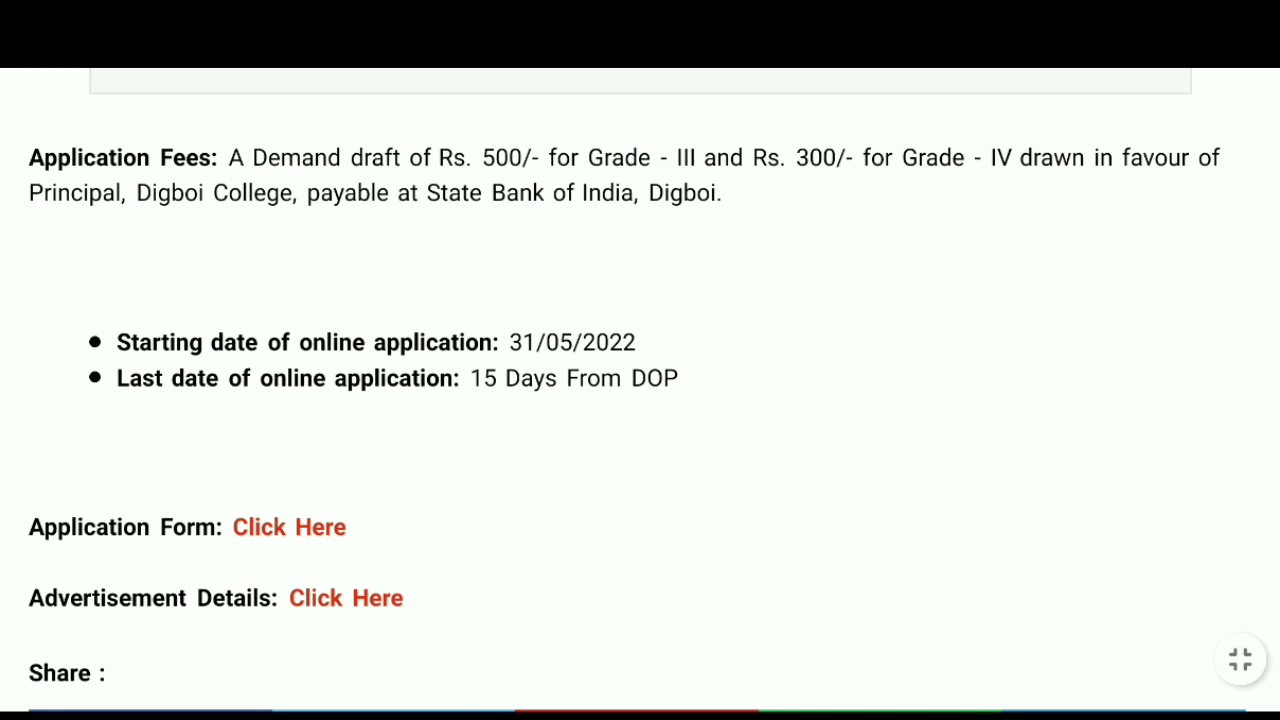 Application Fees: A Demand draft of Rs. 500/- for Grade - III and Rs. 300/- for Grade - IV drawn in favour of
Principal, Digboi College, payable at State Bank of India, Digboi.
Starting date of online application: 31/05/2022
Last date of online application: 15 Days From DOP
Application Form: Click Here
Advertisement Details: Click Here
Share :